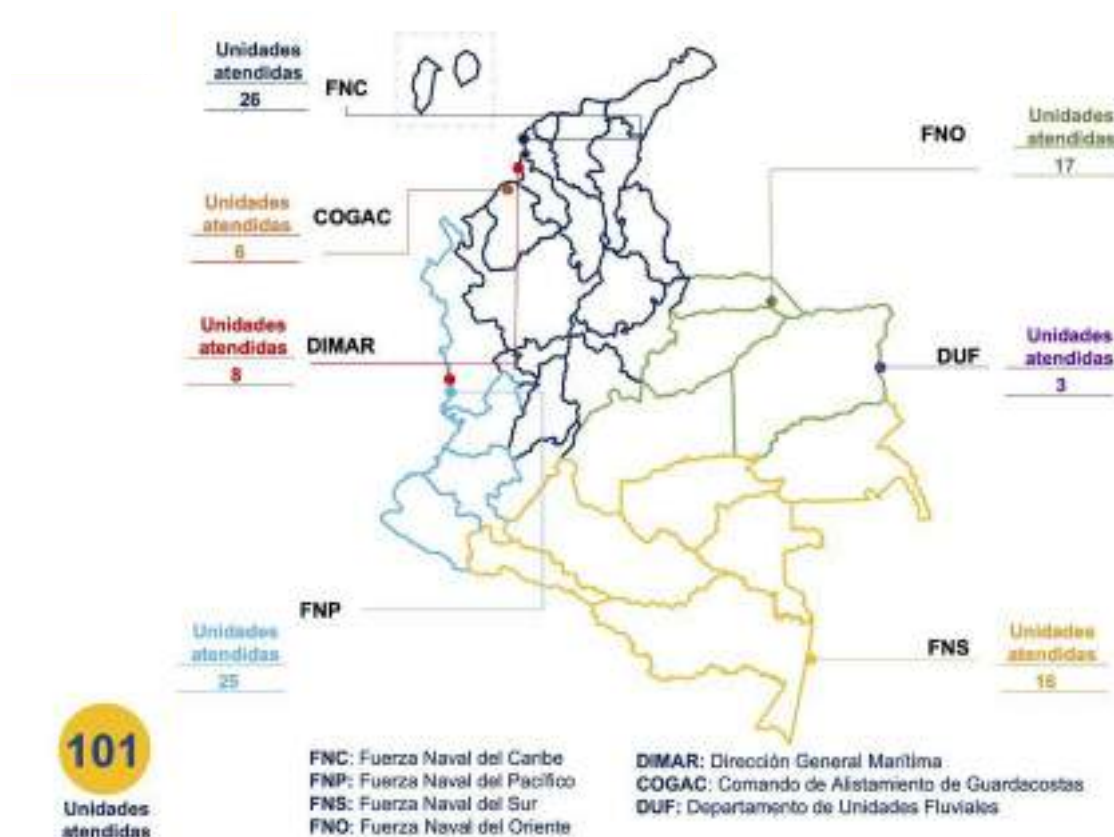 Unidades
atendidas
26
FNC
Unidades
atendidas
6
COGAC
Unidades
atendidas
8
DIMAR
FNO
Unidades
atendidas
17
DUF
Unidades
atendidas
3
FNP
Unidades
atendidas
25
FNS
Unidades
atendidas
16
101
Unidades
atendidas
FNC: Fuerza Naval del Caribe
FNP: Fuerza Naval del Pacífico
FNS: Fuerza Naval del Sur
FNO: Fuerza Naval del Oriente
DIMAR: Dirección General Marítima
COGAC: Comando de Alistamiento de Guardacostas
DUF: Departamento de Unidades Fluviales